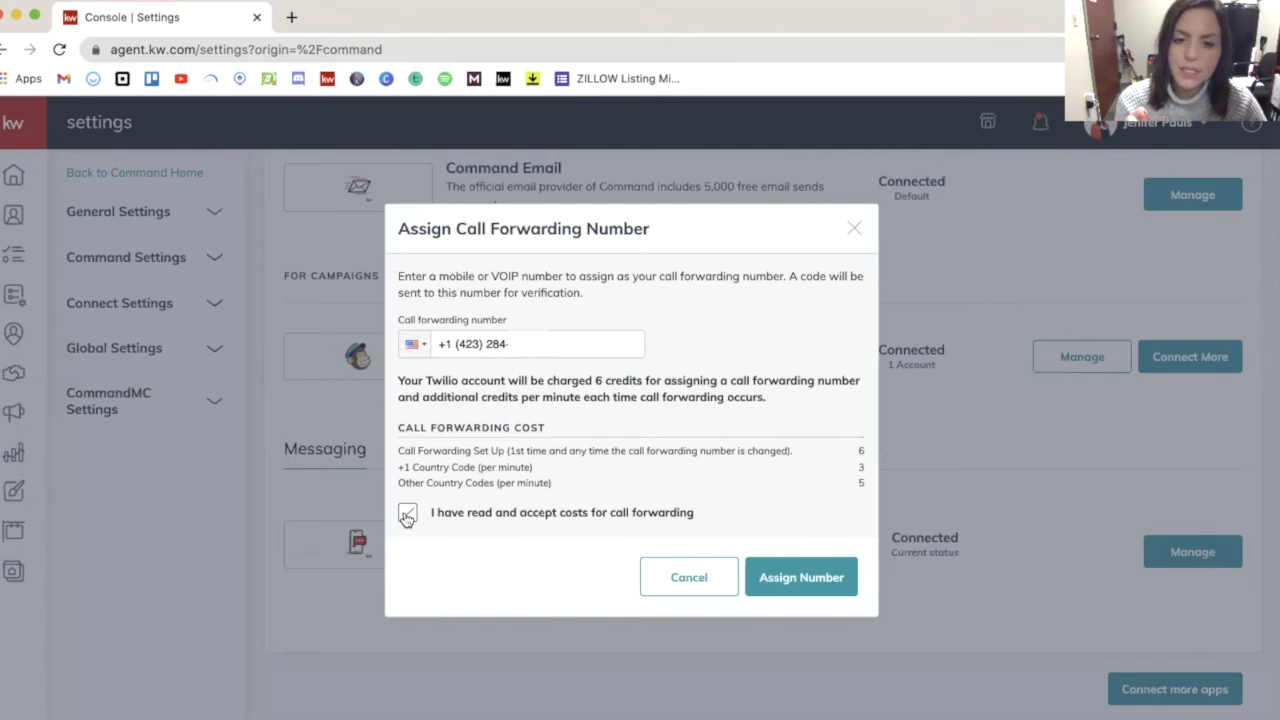 kw Console | Settings
agent.kw.com/settings?origin=%2Fcommand
Apps
kw
M
kw
ZILLOW Listing Mi...
kw
settings
Jenifer Pauls
Back to Command Home
General Settings
Command Settings
Connect Settings
Global Settings
CommandMC
Settings
Command Email
The official email provider of Command includes 5,000 free email sends
Connected
Default
Manage
FOR CAMPAIGNS
Connected
1 Account
Manage
Connect More
Messaging
Connected
Current status
Manage
Connect more apps
Assign Call Forwarding Number
Enter a mobile or VOIP number to assign as your call forwarding number. A code will be
sent to this number for verification.
Call forwarding number
+1 (423) 284-
Your Twilio account will be charged 6 credits for assigning a call forwarding number
and additional credits per minute each time call forwarding occurs.
CALL FORWARDING COST
Call Forwarding Set Up (1st time and any time the call forwarding number is changed). 6
+1 Country Code (per minute) 3
Other Country Codes (per minute) 5
I have read and accept costs for call forwarding
Cancel
Assign Number